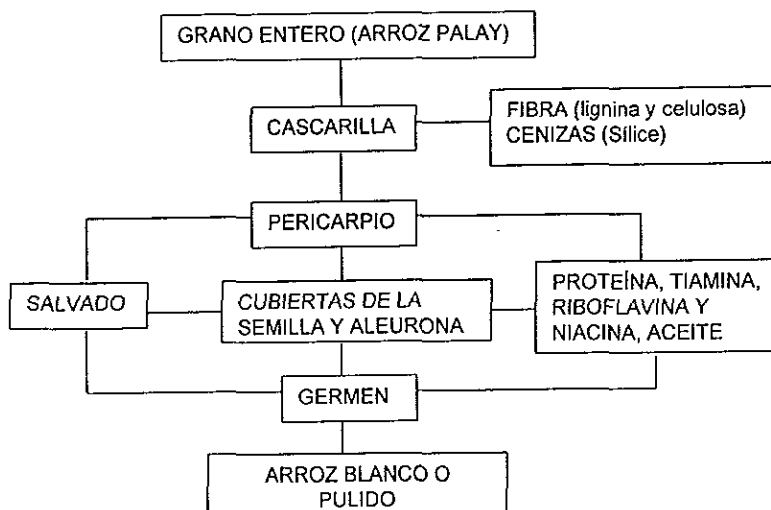 GRANO ENTERO (ARROZ PALAY)
CASCARILLA
FIBRA (lignina y celulosa)
CENIZAS (Sílice)
PERICARPIO
SALVADO
CUBIERTAS DE LA
SEMILLA Y ALEURONA
PROTEÍNA, TIAMINA,
RIBOFLAVINA Y
NIACINA, ACEITE
GERMEN
ARROZ BLANCO O
PULIDO